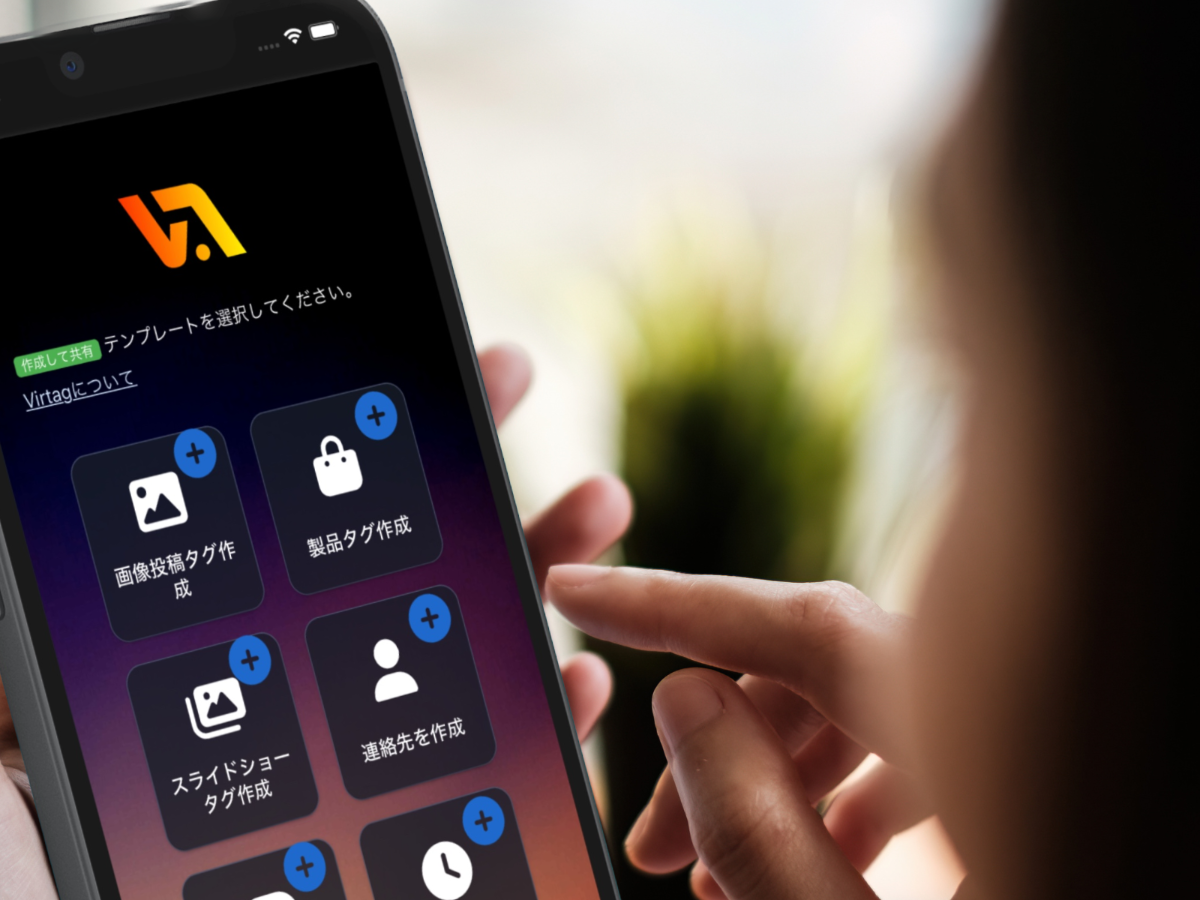 作成して共有 テンプレートを選択してください。
Virtagについて
画像投稿タグ作
成
製品タグ作成
スライドショー
タグ作成
連絡先を作成